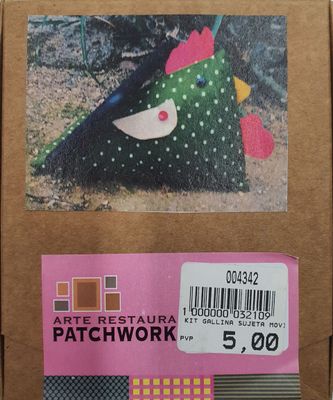 004342
1 000000 032109
KIT GALLINA SUJETA MOV)
PVP 5,00
ARTE RESTAURA
PATCHWORK